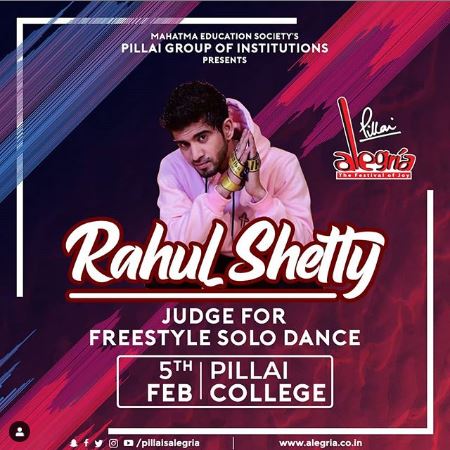 MAHATMA EDUCATION SOCIETY'S
PILLAI GROUP OF INSTITUTIONS
PRESENTS
Pillai
alegria
The Festival of Joy
Rahul Shetty
JUDGE FOR
FREESTYLE SOLO DANCE
5TH FEB | PILLAI COLLEGE
/pillaisalegria
www.alegria.co.in